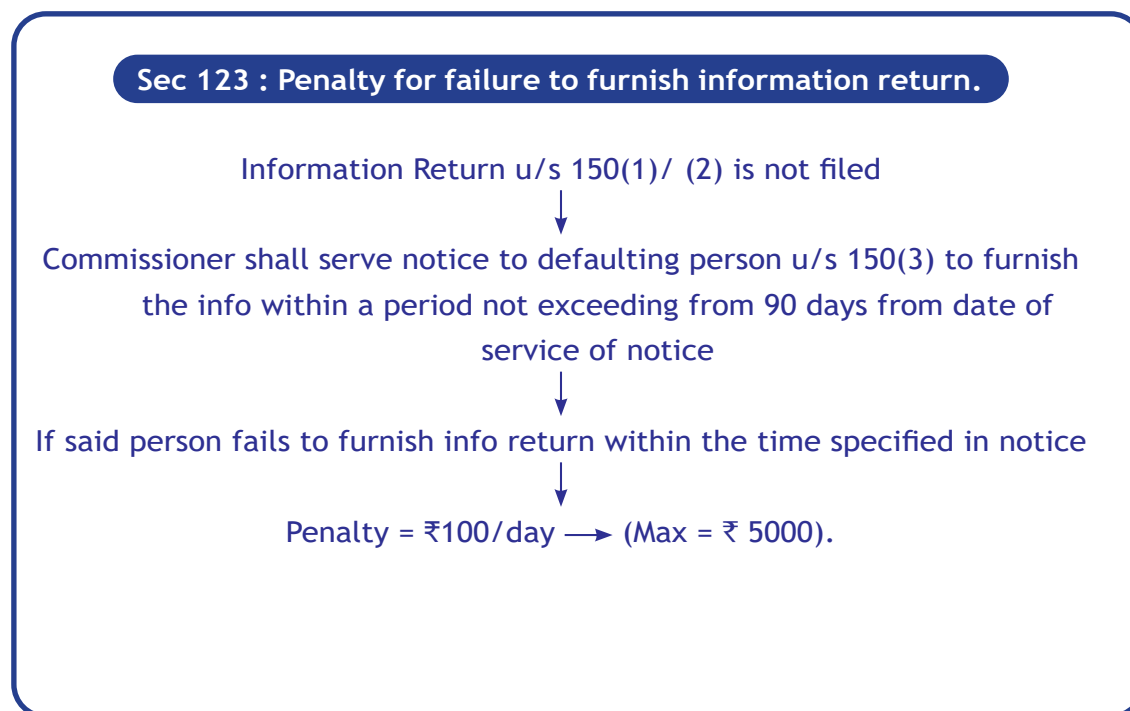 Sec 123 : Penalty for failure to furnish information return.
Information Return u/s 150(1)/ (2) is not filed
Commissioner shall serve notice to defaulting person u/s 150(3) to furnish
the info within a period not exceeding from 90 days from date of
service of notice
If said person fails to furnish info return within the time specified in notice
Penalty = ₹100/day ⟶ (Max = ₹ 5000).